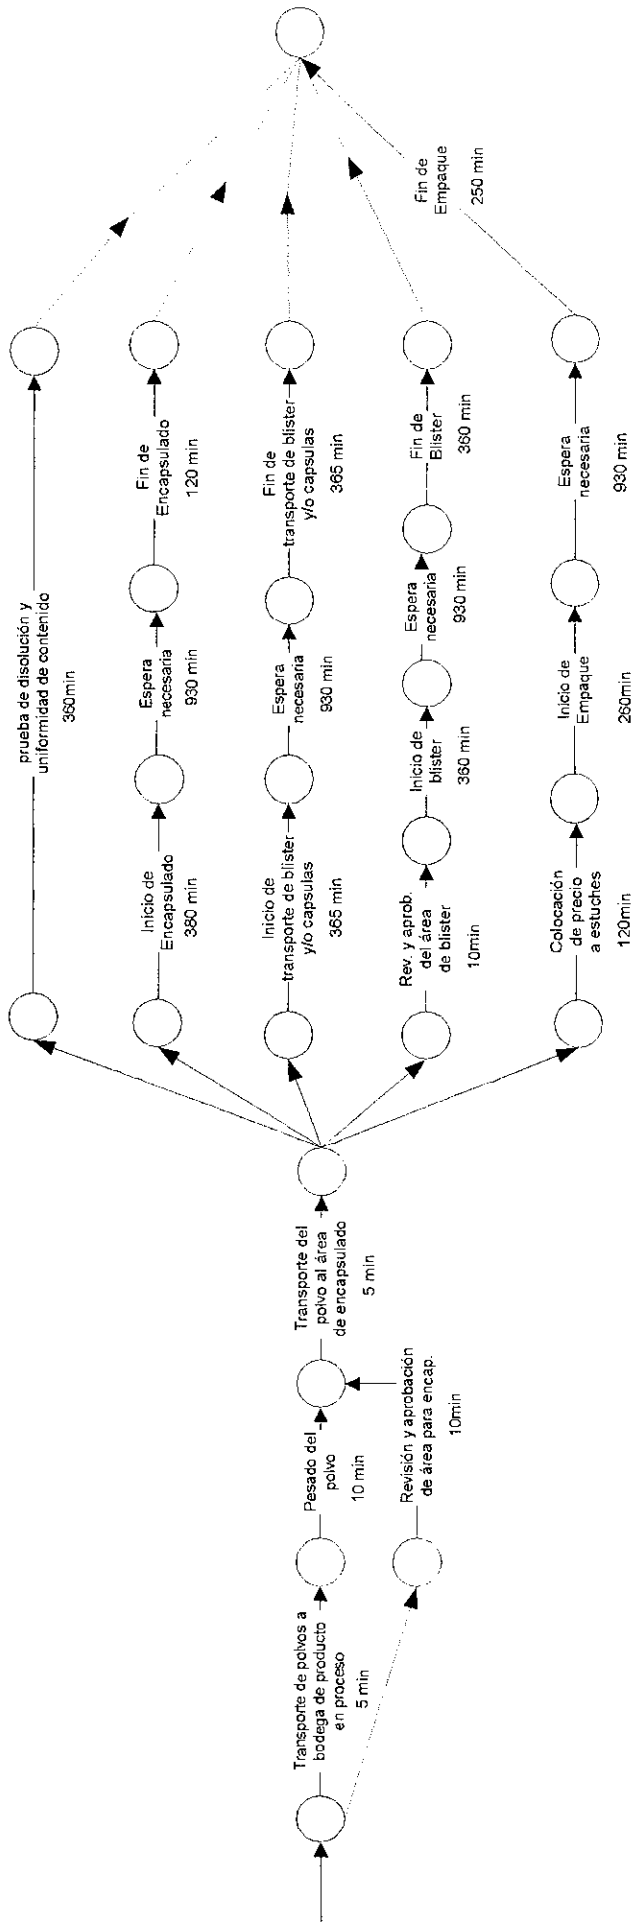 Transporte de polvos a
bodega de producto
en proceso
5 min
Pesado del
polvo
10 min
Revisión y aprobación
de área para encap.
10min
Transporte del
polvo al área
de encapsulado
5 min
prueba de disolución y
uniformidad de contenido
360min
Inicio de
Encapsulado
380 min
Espera
necesaria
930 min
Fin de
Encapsulado
120 min
Inicio de
transporte de blister
y/o capsulas
365 min
Espera
necesaria
930 min
Fin de
transporte de blister
y/o capsulas
365 min
Rev. y aprob.
del área
de blister
10min
Inicio de
blister
360 min
Espera
necesaria
930 min
Fin de
Blister
360 min
Colocación
de precio
a estuches
120min
Inicio de
Empaque
260min
Espera
necesaria
930 min
Fin de
Empaque
250 min